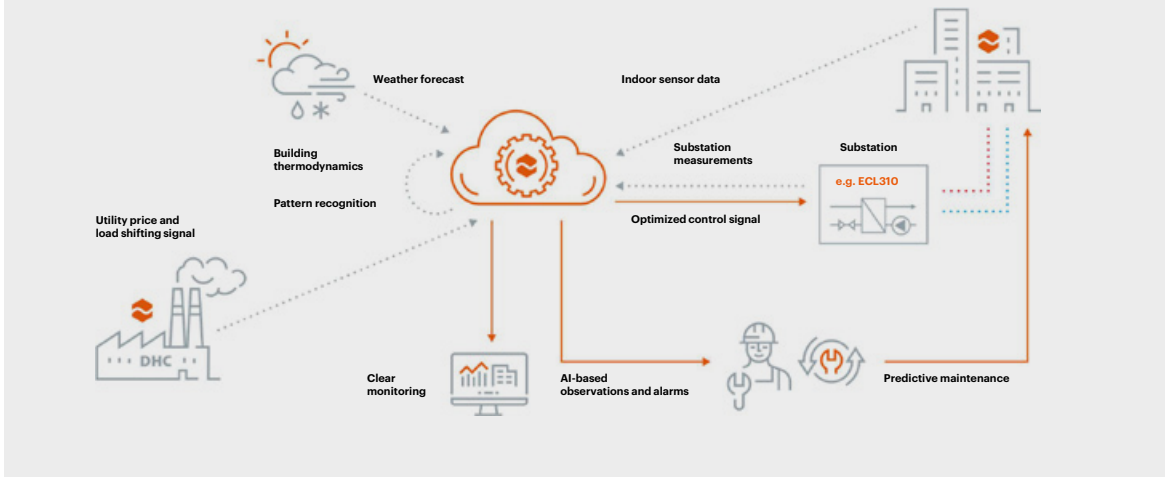 Weather forecast
Indoor sensor data
Building
thermodynamics
Pattern recognition
Substation
measurements
Substation
e.g. ECL310
Optimized control signal
Utility price and
load shifting signal
DHC
Clear
monitoring
AI-based
observations and alarms
Predictive maintenance